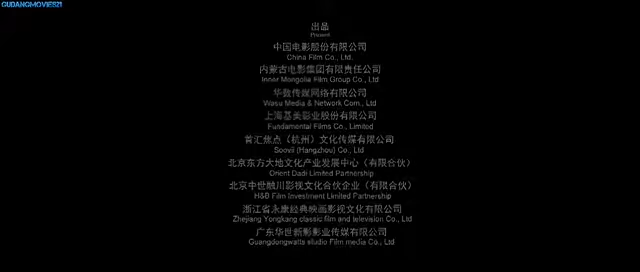 GUDANGMOVIES21
出品
Present
中国电影股份有限公司
China Film Co., Ltd.
内蒙古电影集团有限责任公司
Inner Mongolia Film Group Co., Ltd
华数传媒网络有限公司
Wasu Media & Network Com., Ltd
上海基美影业股份有限公司
Fundamental Films Co., Limited
首汇焦点（杭州）文化传媒有限公司
Soovii (Hangzhou) Co., Ltd
北京东方大地文化产业发展中心（有限合伙）
Orient Dadi Limited Partnership
北京中世融川影视文化合伙企业（有限合伙）
H&B Film Investment Limited Partnership
浙江省永康经典映画影视文化有限公司
Zhejiang Yongkang classic film and television Co., Ltd
广东华世新影影业传媒有限公司
Guangdongwatts studio Film media Co., Ltd